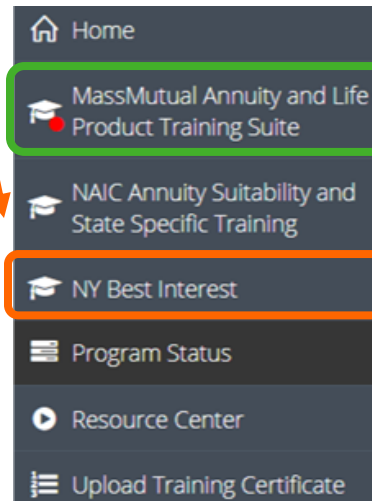 Home
MassMutual Annuity and Life
Product Training Suite
NAIC Annuity Suitability and
State Specific Training
NY Best Interest
Program Status
Resource Center
Upload Training Certificate